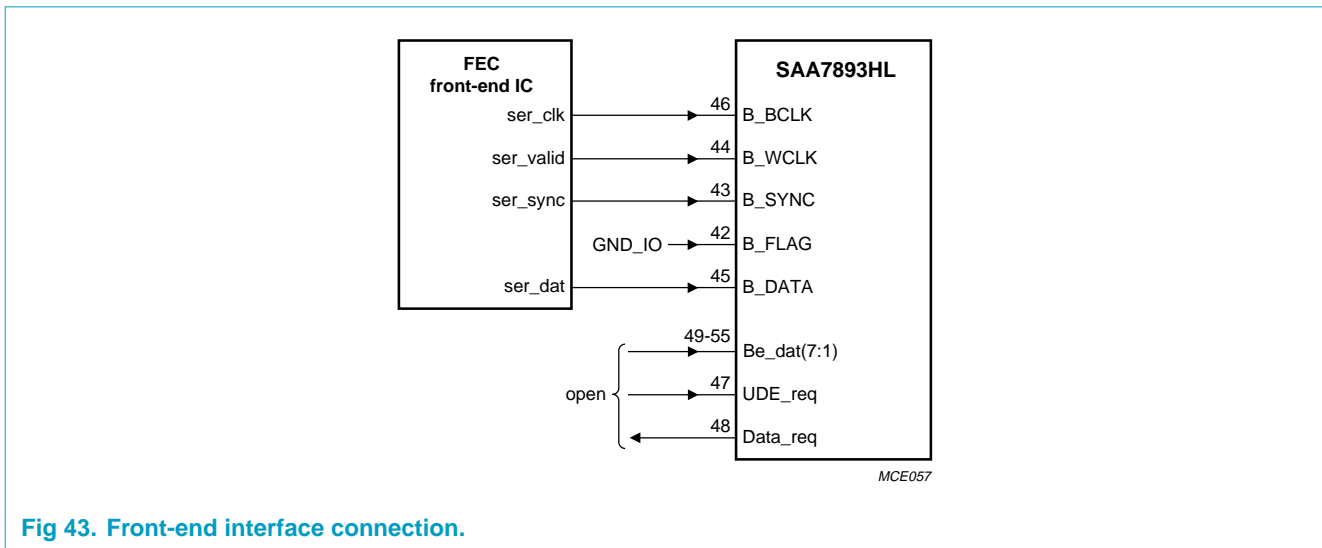 FEC
front-end IC
SAA7893HL
ser_clk
46
B_BCLK
ser_valid
44
B_WCLK
ser_sync
43
B_SYNC
GND_IO
42
B_FLAG
ser_dat
45
B_DATA
49-55
Be_dat(7:1)
open
47
UDE_req
48
Data_req
MCE057
Fig 43. Front-end interface connection.